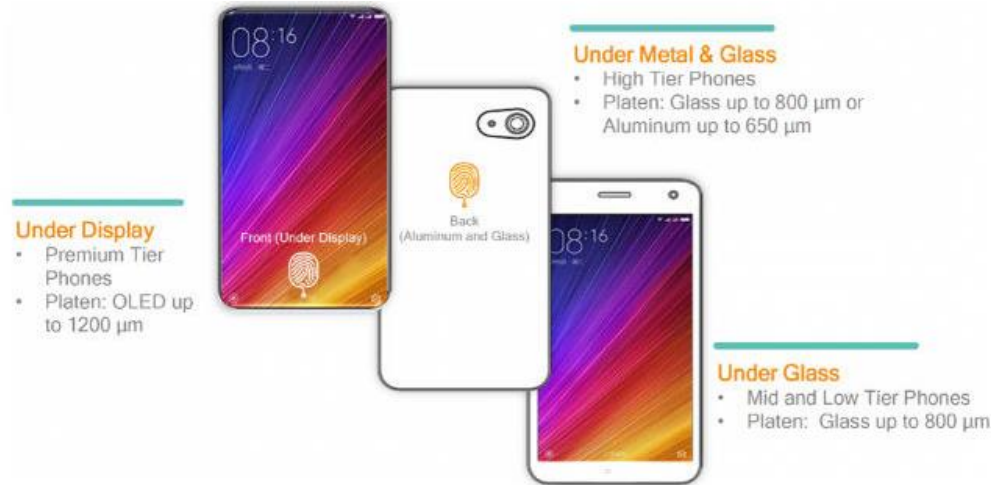 08:16
Under Metal & Glass
• High Tier Phones
• Platen: Glass up to 800 µm or
Aluminum up to 650 µm
Under Display
• Premium Tier
Phones
• Platen: OLED up
to 1200 µm
Front (Under Display)
Back
(Aluminum and Glass)
08:16
Under Glass
• Mid and Low Tier Phones
• Platen: Glass up to 800 µm